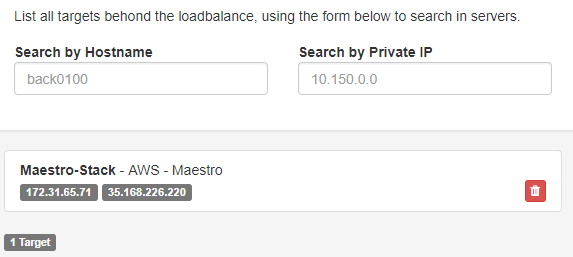 List all targets behond the loadbalance, using the form below to search in servers.
Search by Hostname Search by Private IP
back0100 10.150.0.0
Maestro-Stack - AWS - Maestro
172.31.65.71 35.168.226.220
1 Target